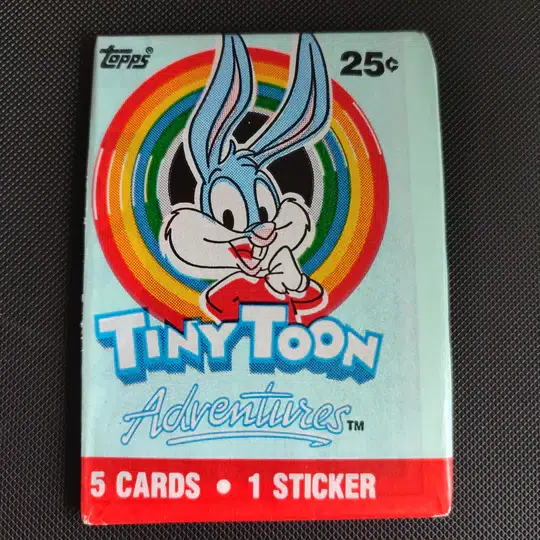 Topps®
25¢
TINY TOON
Adventures™
5 CARDS • 1 STICKER